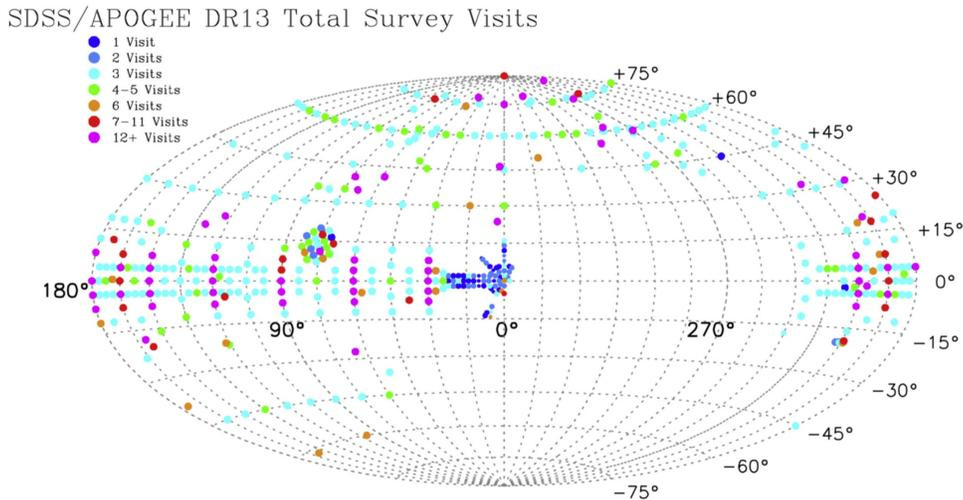 SDSS/APOGEE DR13 Total Survey Visits
1 Visit
2 Visits
3 Visits
4-5 Visits
6 Visits
7-11 Visits
12+ Visits
+75°
+60°
+45°
+30°
+15°
180° 0°
90° 0° 270°
-15°
-30°
-45°
-60°
-75°